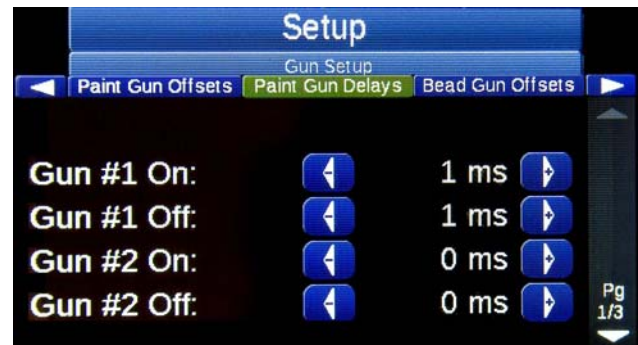 Setup
Gun Setup
Paint Gun Offsets Paint Gun Delays Bead Gun Offsets
Gun #1 On: 1 ms
Gun #1 Off: 1 ms
Gun #2 On: 0 ms
Gun #2 Off: 0 ms
Pg
1/3